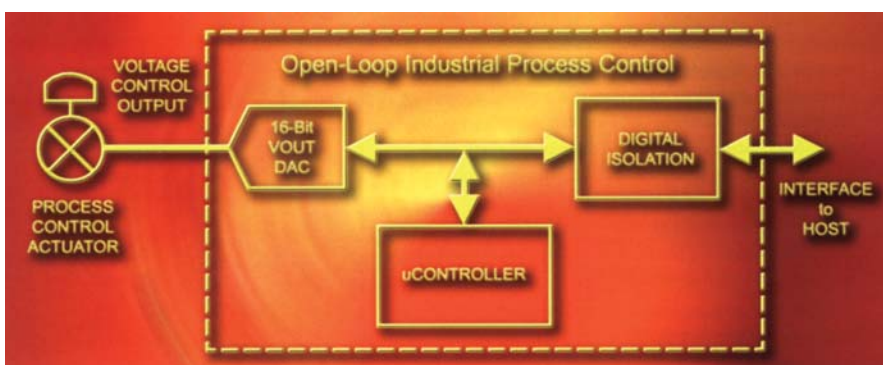 Open-Loop Industrial Process Control
VOLTAGE
CONTROL
OUTPUT
16-Bit
VOUT
DAC
DIGITAL
ISOLATION
PROCESS
CONTROL
ACTUATOR
uCONTROLLER
INTERFACE
to
HOST